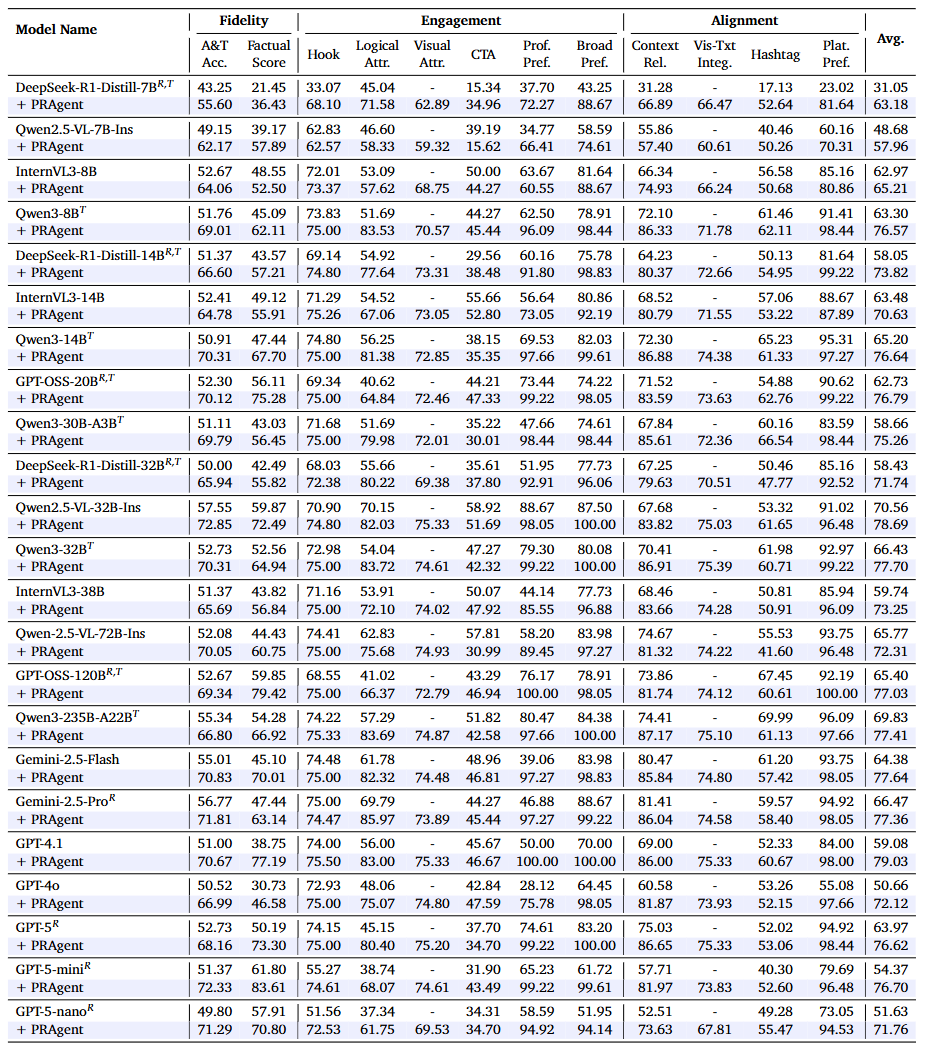 Model Name Fidelity Engagement Alignment Avg.
A&T Acc. Factual Score Hook Logical Attr. Visual Attr. CTA Prof. Pref. Broad Pref. Context Rel. Vis-Txt Integ. Hashtag Plat. Pref.
DeepSeek-R1-Distill-7B^R,T 43.25 21.45 33.07 45.04 - 15.34 37.70 43.25 31.28 - 17.13 23.02 31.05
+ PRAgent 55.60 36.43 68.10 71.58 62.89 34.96 72.27 88.67 66.89 66.47 52.64 81.64 63.18
Qwen2.5-VL-7B-Ins 49.15 39.17 62.83 46.60 - 39.19 34.77 58.59 55.86 - 40.46 60.16 48.68
+ PRAgent 62.17 57.89 62.57 58.33 59.32 15.62 66.41 74.61 57.40 60.61 50.26 70.31 57.96
InternVL3-8B 52.67 48.55 72.01 53.09 - 50.00 63.67 81.64 66.34 - 56.58 85.16 62.97
+ PRAgent 64.06 52.50 73.37 57.62 68.75 44.27 60.55 88.67 74.93 66.24 50.68 80.86 65.21
Qwen3-8B^T 51.76 45.09 73.83 51.69 - 44.27 62.50 78.91 72.10 - 61.46 91.41 63.30
+ PRAgent 69.01 62.11 75.00 83.53 70.57 45.44 96.09 98.44 86.33 71.78 62.11 98.44 76.57
DeepSeek-R1-Distill-14B^R,T 51.37 43.57 69.14 54.92 - 29.56 60.16 75.78 64.23 - 50.13 81.64 58.05
+ PRAgent 66.60 57.21 74.80 77.64 73.31 38.48 91.80 98.83 80.37 72.66 54.95 99.22 73.82
InternVL3-14B 52.41 49.12 71.29 54.52 - 55.66 56.64 80.86 68.52 - 57.06 88.67 63.48
+ PRAgent 64.78 55.91 75.26 67.06 73.05 52.80 73.05 92.19 80.79 71.55 53.22 87.89 70.63
Qwen3-14B^T 50.91 47.44 74.80 56.25 - 38.15 69.53 82.03 72.30 - 65.23 95.31 65.20
+ PRAgent 70.31 67.70 75.00 81.38 72.85 35.35 97.66 99.61 86.88 74.38 61.33 97.27 76.64
GPT-OSS-20B^R,T 52.30 56.11 69.34 40.62 - 44.21 73.44 74.22 71.52 - 54.88 90.62 62.73
+ PRAgent 70.12 75.28 75.00 64.84 72.46 47.33 99.22 98.05 83.59 73.63 62.76 99.22 76.79
Qwen3-30B-A3B^T 51.11 43.03 71.68 51.69 - 35.22 47.66 74.61 67.84 - 60.16 83.59 58.66
+ PRAgent 69.79 56.45 75.00 79.98 72.01 30.01 98.44 98.44 85.61 72.36 66.54 98.44 75.26
DeepSeek-R1-Distill-32B^R,T 50.00 42.49 68.03 55.66 - 35.61 51.95 77.73 67.25 - 50.46 85.16 58.43
+ PRAgent 65.94 55.82 72.38 80.22 69.38 37.80 92.91 96.06 79.63 70.51 47.77 92.52 71.74
Qwen2.5-VL-32B-Ins 57.55 59.87 70.90 70.15 - 58.92 88.67 87.50 67.68 - 53.32 91.02 70.56
+ PRAgent 72.85 72.49 74.80 82.03 75.33 51.69 98.05 100.00 83.82 75.03 61.65 96.48 78.69
Qwen3-32B^T 52.73 52.56 72.98 54.04 - 47.27 79.30 80.08 70.41 - 61.98 92.97 66.43
+ PRAgent 70.31 64.94 75.00 83.72 74.61 42.32 99.22 100.00 86.91 75.39 60.71 99.22 77.70
InternVL3-38B 51.37 43.82 71.16 53.91 - 50.07 44.14 77.73 68.46 - 50.81 85.94 59.74
+ PRAgent 65.69 56.84 75.00 72.10 74.02 47.92 85.55 96.88 83.66 74.28 50.91 96.09 73.25
Qwen-2.5-VL-72B-Ins 52.08 44.43 74.41 62.83 - 57.81 58.20 83.98 74.67 - 55.53 93.75 65.77
+ PRAgent 70.05 60.75 75.00 75.68 74.93 30.99 89.45 97.27 81.32 74.22 41.60 96.48 72.31
GPT-OSS-120B^R,T 52.67 59.85 68.55 41.02 - 43.29 76.17 78.91 73.86 - 67.45 92.19 65.40
+ PRAgent 69.34 79.42 75.00 66.37 72.79 46.94 100.00 98.05 81.74 74.12 60.61 100.00 77.03
Qwen3-235B-A22B^T 55.34 54.28 74.22 57.29 - 51.82 80.47 84.38 74.41 - 69.99 96.09 69.83
+ PRAgent 66.80 66.92 75.33 83.69 74.87 42.58 97.66 100.00 87.17 75.10 61.13 97.66 77.41
Gemini-2.5-Flash 55.01 45.10 74.48 61.78 - 48.96 39.06 83.98 80.47 - 61.20 93.75 64.38
+ PRAgent 70.83 70.01 75.00 82.32 74.48 46.81 97.27 98.83 85.84 74.80 57.42 98.05 77.64
Gemini-2.5-Pro^R 56.77 47.44 75.00 69.79 - 44.27 46.88 88.67 81.41 - 59.57 94.92 66.47
+ PRAgent 71.81 63.14 74.47 85.97 73.89 45.44 97.27 99.22 86.04 74.58 58.40 98.05 77.36
GPT-4.1 51.00 38.75 74.00 56.00 - 45.67 50.00 70.00 69.00 - 52.33 84.00 59.08
+ PRAgent 70.67 77.19 75.50 83.00 75.33 46.67 100.00 100.00 86.00 75.33 60.67 98.00 79.03
GPT-4o 50.52 30.73 72.93 48.06 - 42.84 28.12 64.45 60.58 - 53.26 55.08 50.66
+ PRAgent 66.99 46.58 75.00 75.07 74.80 47.59 75.78 98.05 81.87 73.93 52.15 97.66 72.12
GPT-5^R 52.73 50.19 74.15 45.15 - 37.70 74.61 83.20 75.03 - 52.02 94.92 63.97
+ PRAgent 68.16 73.30 75.00 80.40 75.20 34.70 99.22 100.00 86.65 75.33 53.06 98.44 76.62
GPT-5-mini^R 51.37 61.80 55.27 38.74 - 31.90 65.23 61.72 57.71 - 40.30 79.69 54.37
+ PRAgent 72.33 83.61 74.61 68.07 74.61 43.49 99.22 99.61 81.97 73.83 52.60 96.48 76.70
GPT-5-nano^R 49.80 57.91 51.56 37.34 - 34.31 58.59 51.95 52.51 - 49.28 73.05 51.63
+ PRAgent 71.29 70.80 72.53 61.75 69.53 34.70 94.92 94.14 73.63 67.81 55.47 94.53 71.76